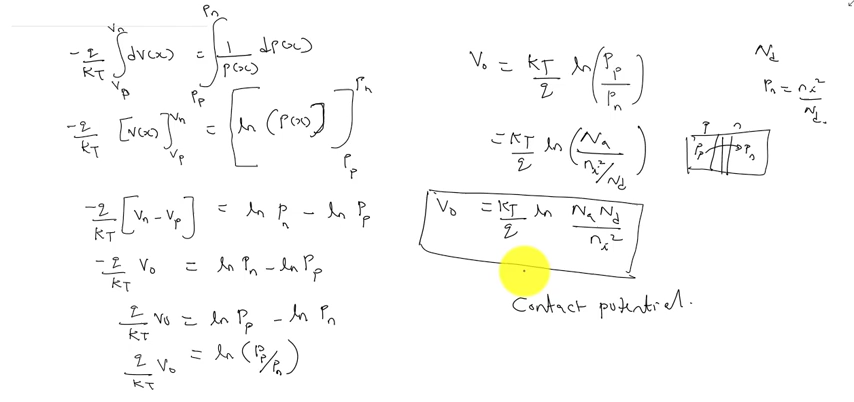 -q/KT ∫_{Vp}^{Vn} dV(x) = ∫_{Pp}^{Pn} 1/P(x) dP(x)
-q/KT [V(x)]_{Vp}^{Vn} = [ln (P(x))]_{Pp}^{Pn}
-q/KT [Vn - Vp] = ln Pn - ln Pp
-q/KT V0 = ln Pn - ln Pp
q/KT V0 = ln Pp - ln Pn
q/KT V0 = ln (Pp/Pn)
V0 = KT/q ln (Pp/Pn)
= KT/q ln (Na / ni²/Nd)
V0 = KT/q ln Na Nd / ni²
Contact potential.
Nd
Pn = ni²/Nd.
P n
Pp → Pn